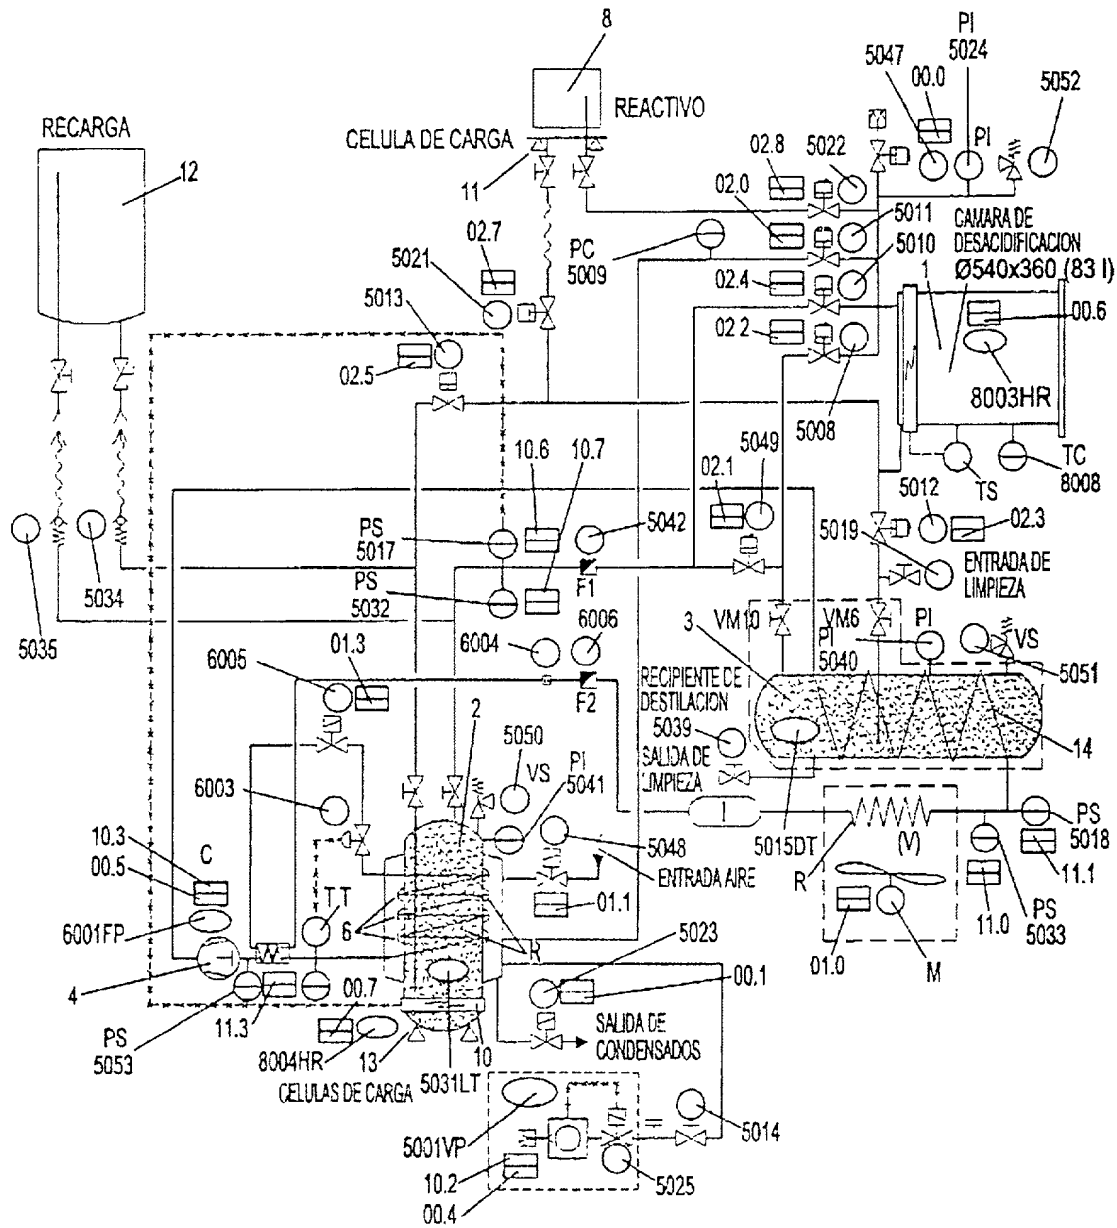 8
PI
5024
5047
00.0
5052
RECARGA
REACTIVO
CELULA DE CARGA
PI
12
11
02.8
5022
02.0
5011
CAMARA DE
DESACIDIFICACION
Ø540x360 (83 l)
02.7
PC
5009
5010
5021
02.4
1
00.6
5013
02.2
02.5
8003HR
5008
10.6
10.7
5049
02.1
TC
8008
TS
5012
5042
PS
5017
5019
02.3
5034
F1
ENTRADA DE
LIMPIEZA
PS
5032
5035
6004
6006
3
VM10
VM6
PI
VS
PI
5040
6005
01.3
5051
RECIPIENTE DE
DESTILACION
F2
2
5039
14
5050
VS
SALIDA DE
LIMPIEZA
PI
5041
6003
PS
5018
5048
5015DT
(V)
10.3
C
R
00.5
ENTRADA AIRE
11.1
TT
01.1
11.0
PS
5033
6001FP
6
R
5023
01.0
M
4
00.1
00.7
11.3
SALIDA DE
CONDENSADOS
PS
5053
8004HR
13
10
5031LT
CELULAS DE CARGA
5001VP
5014
10.2
5025
00.4